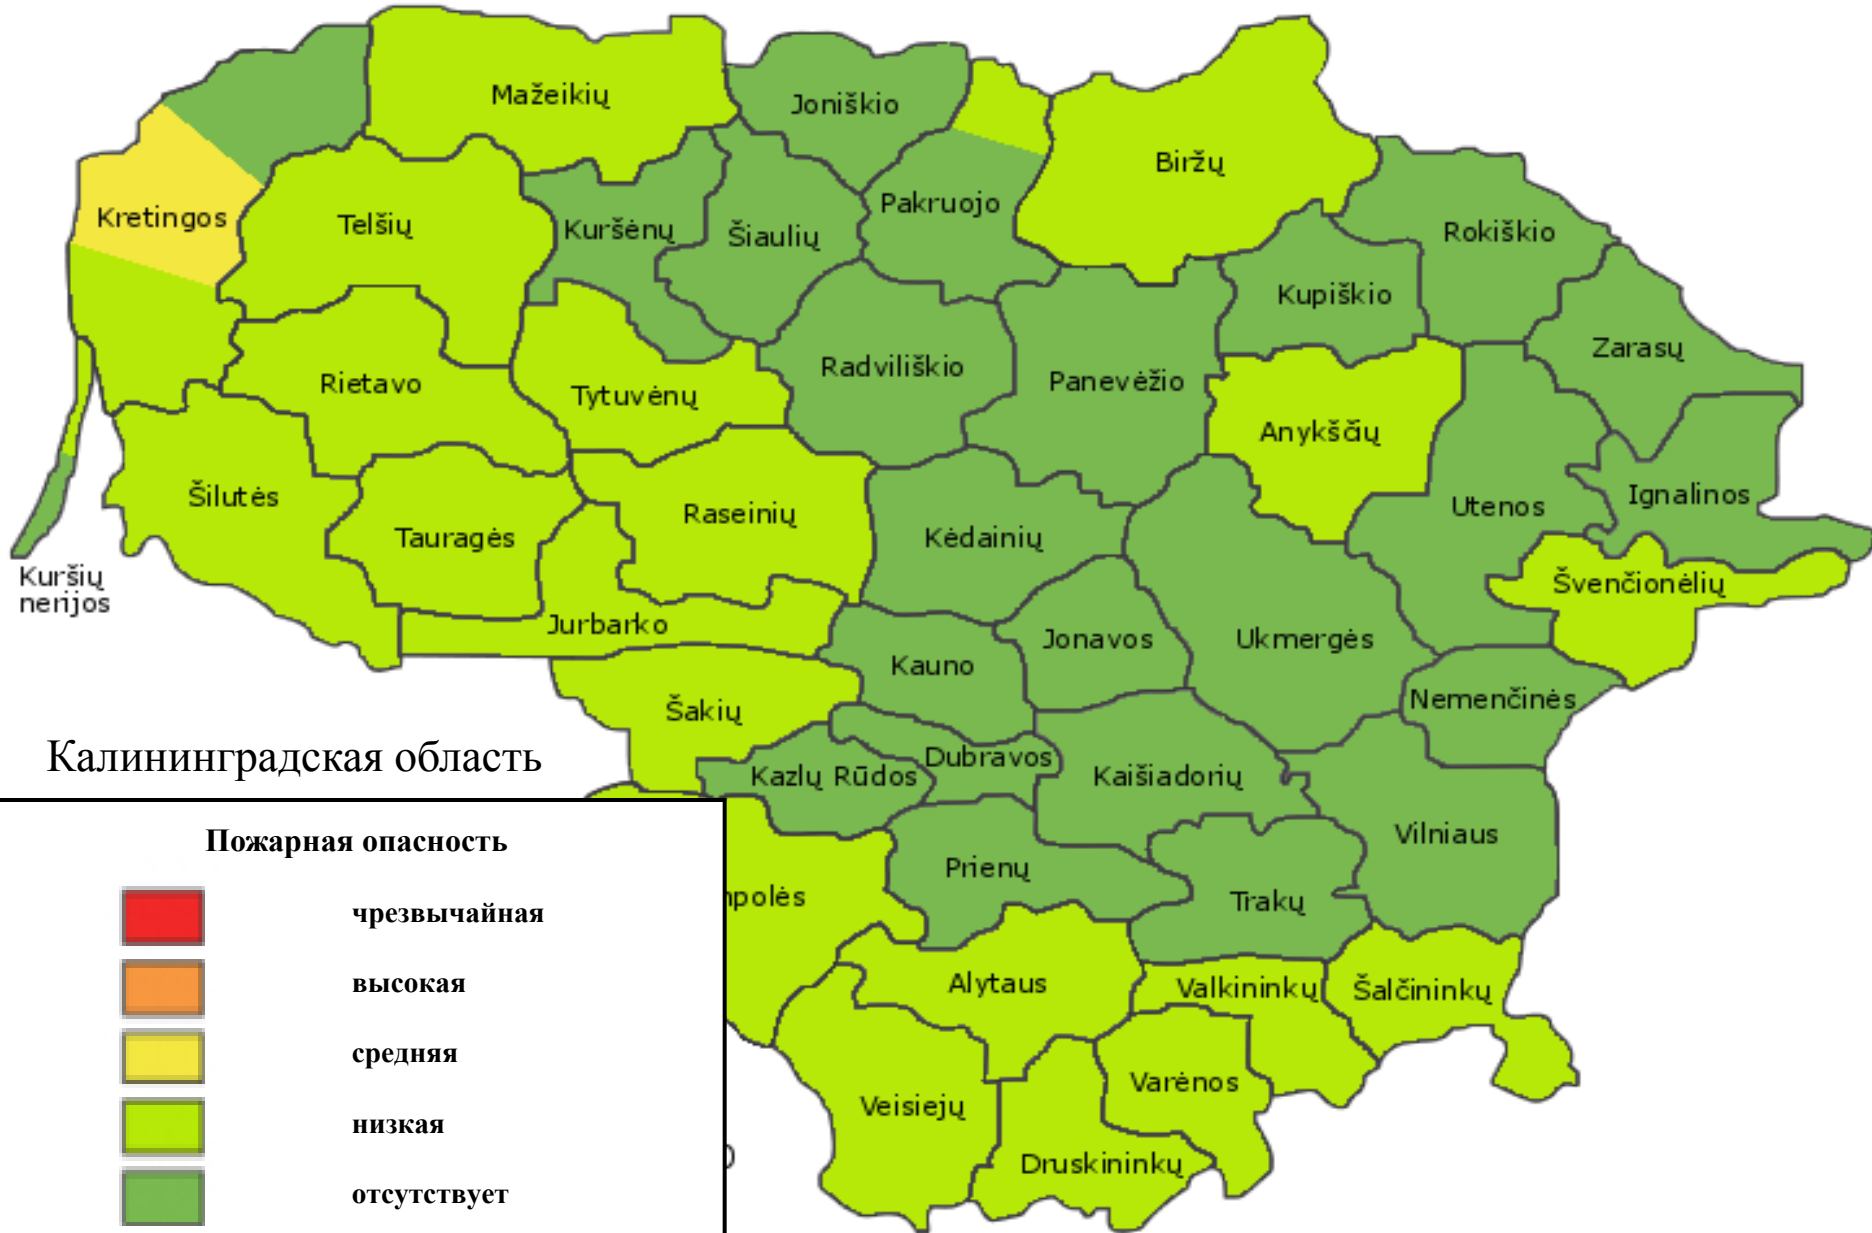 Mažeikių
Joniškio
Biržų
Kretingos
Telšių
Kuršėnų
Šiaulių
Pakruojo
Rokiškio
Kupiškio
Zarasų
Rietavo
Tytuvėnų
Radviliškio
Panevėžio
Anykščių
Šilutės
Tauragės
Raseinių
Kėdainių
Utenos
Ignalinos
Kuršių
nerijos
Švenčionėlių
Jurbarko
Kauno
Jonavos
Ukmergės
Nemenčinės
Šakių
Калининградская область
Kazlų Rūdos
Dubravos
Kaišiadorių
Vilniaus
Prienų
Trakų
mpolės
Alytaus
Valkininkų
Šalčininkų
Veisiejų
Varėnos
Druskininkų
Пожарная опасность
чрезвычайная
высокая
средняя
низкая
отсутствует